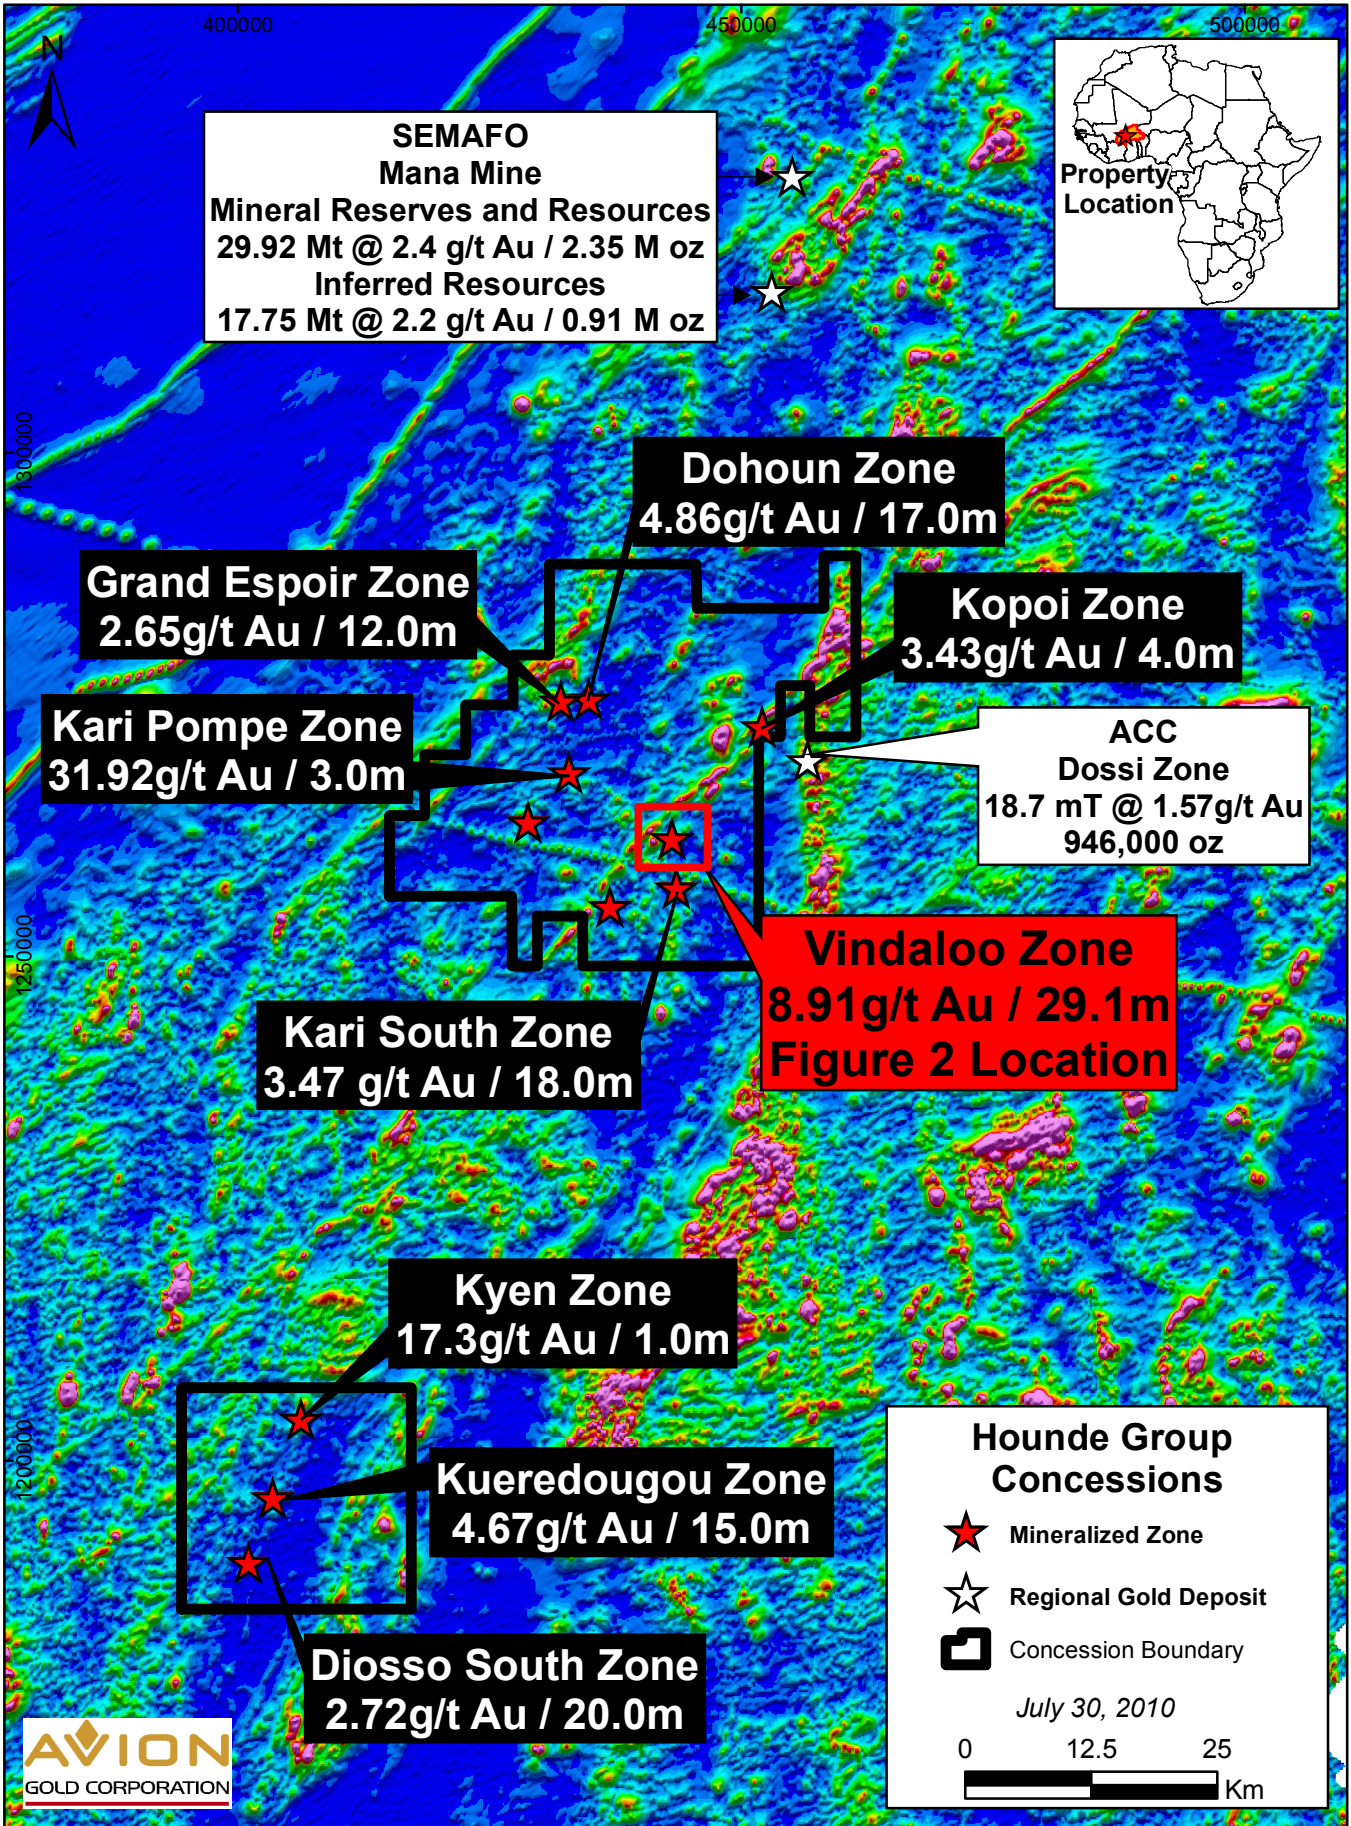 400000
450000
500000
N
SEMAFO
Mana Mine
Mineral Reserves and Resources
29.92 Mt @ 2.4 g/t Au / 2.35 M oz
Inferred Resources
17.75 Mt @ 2.2 g/t Au / 0.91 M oz
Property
Location
1300000
Dohoun Zone
4.86g/t Au / 17.0m
Grand Espoir Zone
2.65g/t Au / 12.0m
Kopoi Zone
3.43g/t Au / 4.0m
Kari Pompe Zone
31.92g/t Au / 3.0m
ACC
Dossi Zone
18.7 mT @ 1.57g/t Au
946,000 oz
1250000
Vindaloo Zone
8.91g/t Au / 29.1m
Figure 2 Location
Kari South Zone
3.47 g/t Au / 18.0m
Kyen Zone
17.3g/t Au / 1.0m
1200000
Kueredougou Zone
4.67g/t Au / 15.0m
Diosso South Zone
2.72g/t Au / 20.0m
Hounde Group
Concessions
Mineralized Zone
Regional Gold Deposit
Concession Boundary
July 30, 2010
0 12.5 25
Km
AVION
GOLD CORPORATION